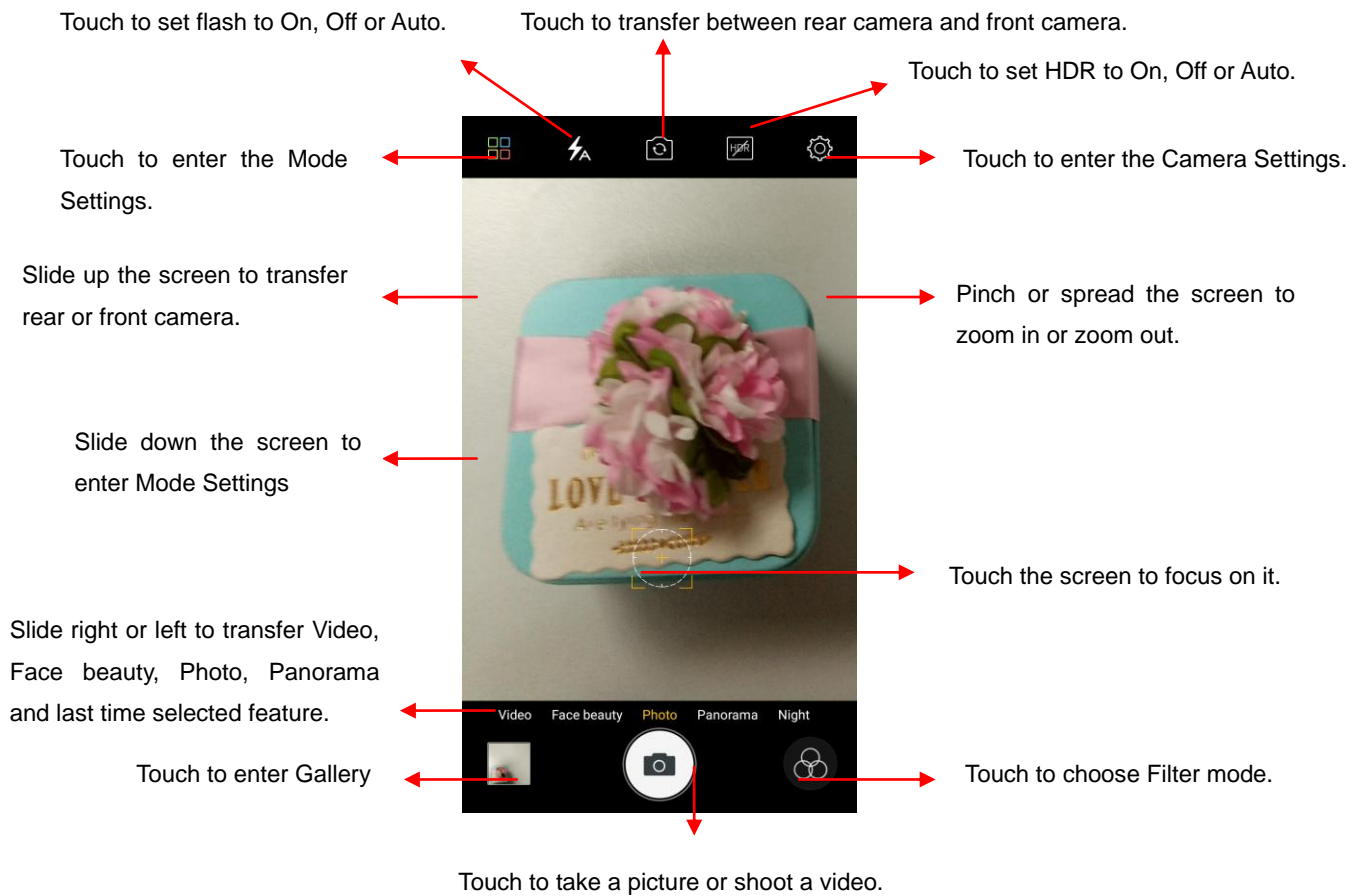 Touch to set flash to On, Off or Auto.
Touch to transfer between rear camera and front camera.
Touch to set HDR to On, Off or Auto.
A
HDR
Touch to enter the Mode
Settings.
Touch to enter the Camera Settings.
Slide up the screen to transfer
rear or front camera.
Pinch or spread the screen to
zoom in or zoom out.
Slide down the screen to
enter Mode Settings
LOVE
Touch the screen to focus on it.
Slide right or left to transfer Video,
Face beauty, Photo, Panorama
and last time selected feature.
Video Face beauty Photo Panorama Night
Touch to enter Gallery
Touch to choose Filter mode.
Touch to take a picture or shoot a video.